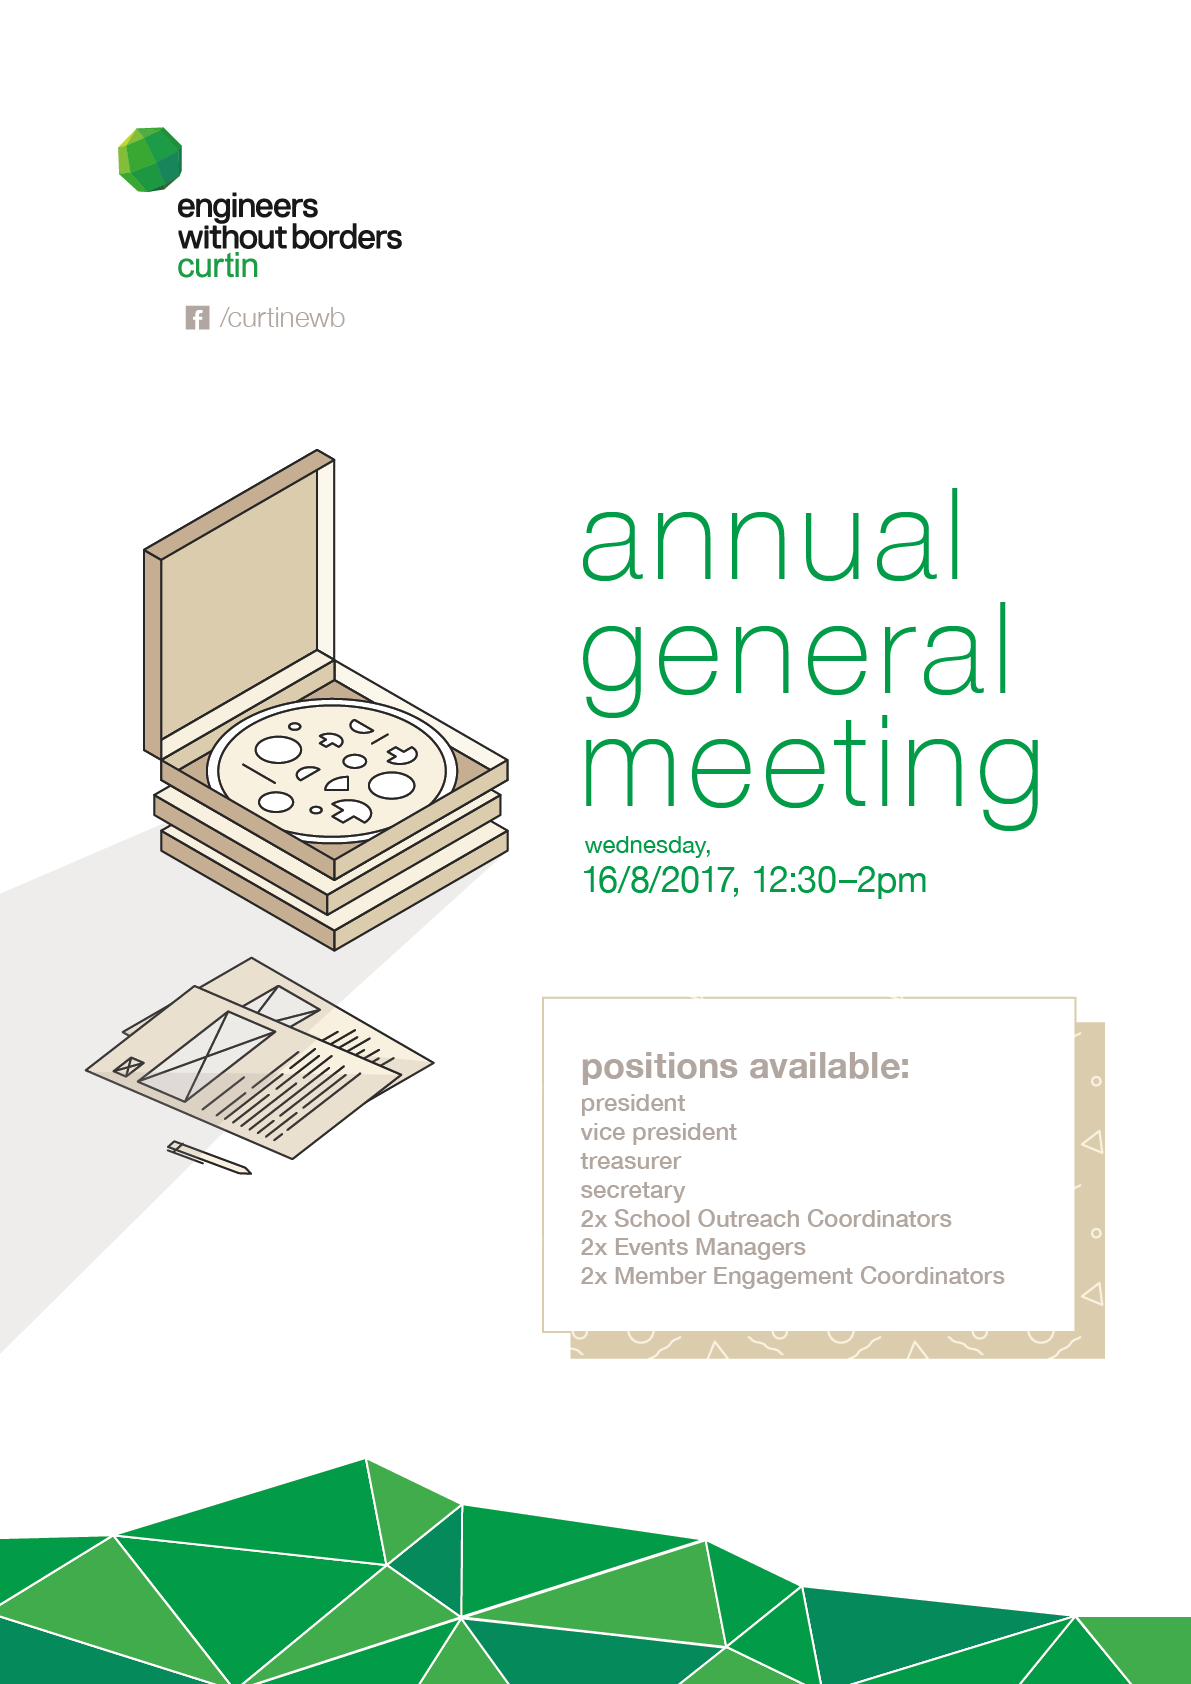 engineers
without borders
curtin
/curtinewb
annual
general
meeting
wednesday,
16/8/2017, 12:30–2pm
positions available:
president
vice president
treasurer
secretary
2x School Outreach Coordinators
2x Events Managers
2x Member Engagement Coordinators